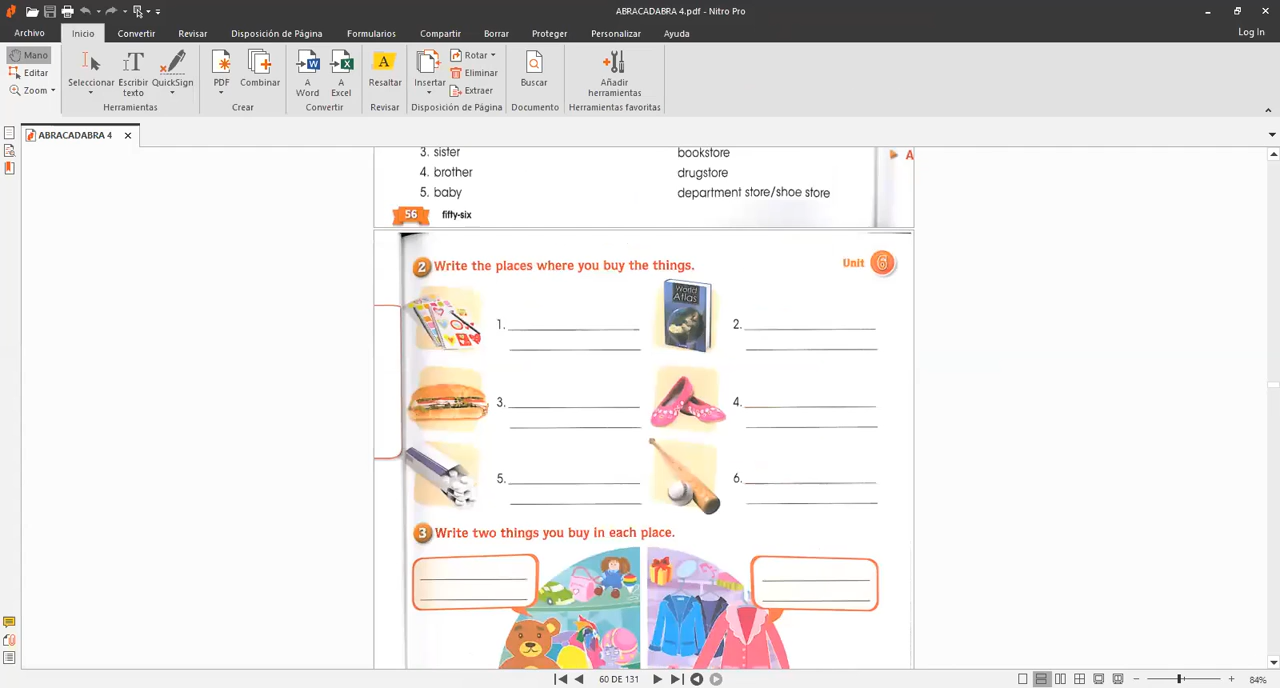 ABRACADABRA 4.pdf - Nitro Pro
Archivo Inicio Convertir Revisar Disposición de Página Formularios Compartir Borrar Proteger Personalizar Ayuda Log In
Mano
Editar
Zoom
Seleccionar
Escribir texto
QuickSign
Herramientas
PDF
Combinar
Crear
A Word
A Excel
Convertir
Resaltar
Revisar
Insertar
Rotar
Eliminar
Extraer
Disposición de Página
Buscar
Documento
Añadir herramientas
Herramientas favoritas
ABRACADABRA 4
3. sister bookstore
4. brother drugstore
5. baby department store/shoe store
A
56 fifty-six
2 Write the places where you buy the things. Unit 6
World Atlas
1. 2.
3. 4.
5. 6.
3 Write two things you buy in each place.
60 DE 131
84%